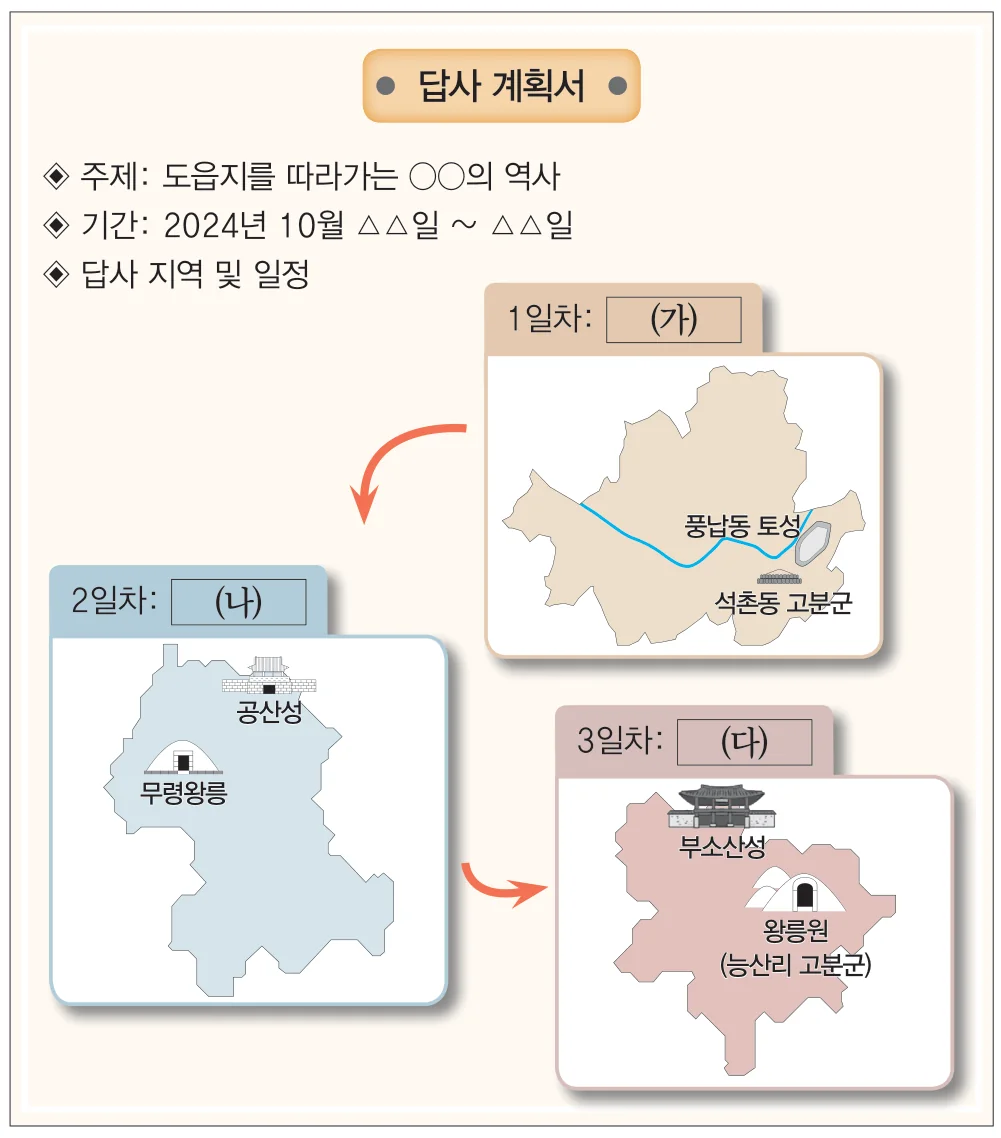 답사 계획서
◈ 주제: 도읍지를 따라가는 ○○의 역사
◈ 기간: 2024년 10월 △△일 ~ △△일
◈ 답사 지역 및 일정
1일차: (가)
풍납동 토성
석촌동 고분군
2일차: (나)
공산성
무령왕릉
3일차: (다)
부소산성
왕릉원
(능산리 고분군)